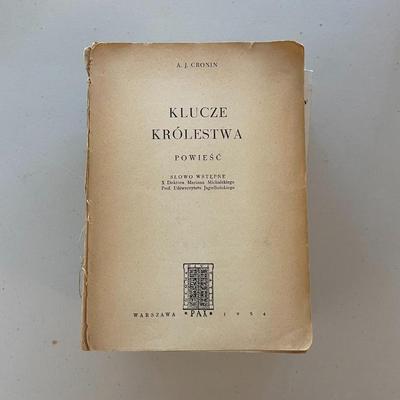 A. J. CRONIN
KLUCZE
KRÓLESTWA
POWIEŚĆ
SŁOWO WSTĘPNE
X Doktora Mariana Michalskiego
Prof. Uniwersytetu Jagiellońskiego
WARSZAWA *PAX* 1954